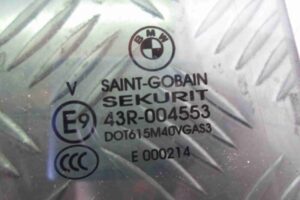 BMW
V SAINT-GOBAIN
SEKURIT
E9 43R-004553
DOT615M40VGAS3
CCC E 000214